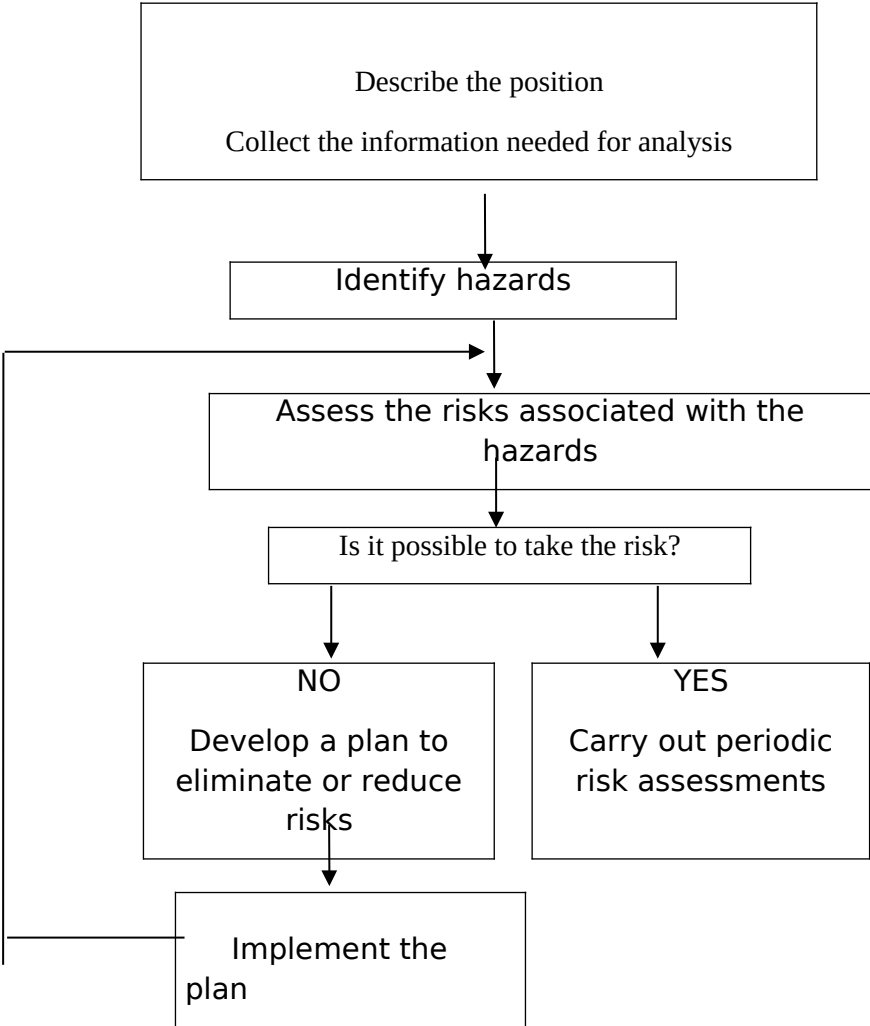 Describe the position
Collect the information needed for analysis
Identify hazards
Assess the risks associated with the
hazards
Is it possible to take the risk?
NO
Develop a plan to
eliminate or reduce
risks
YES
Carry out periodic
risk assessments
Implement the
plan